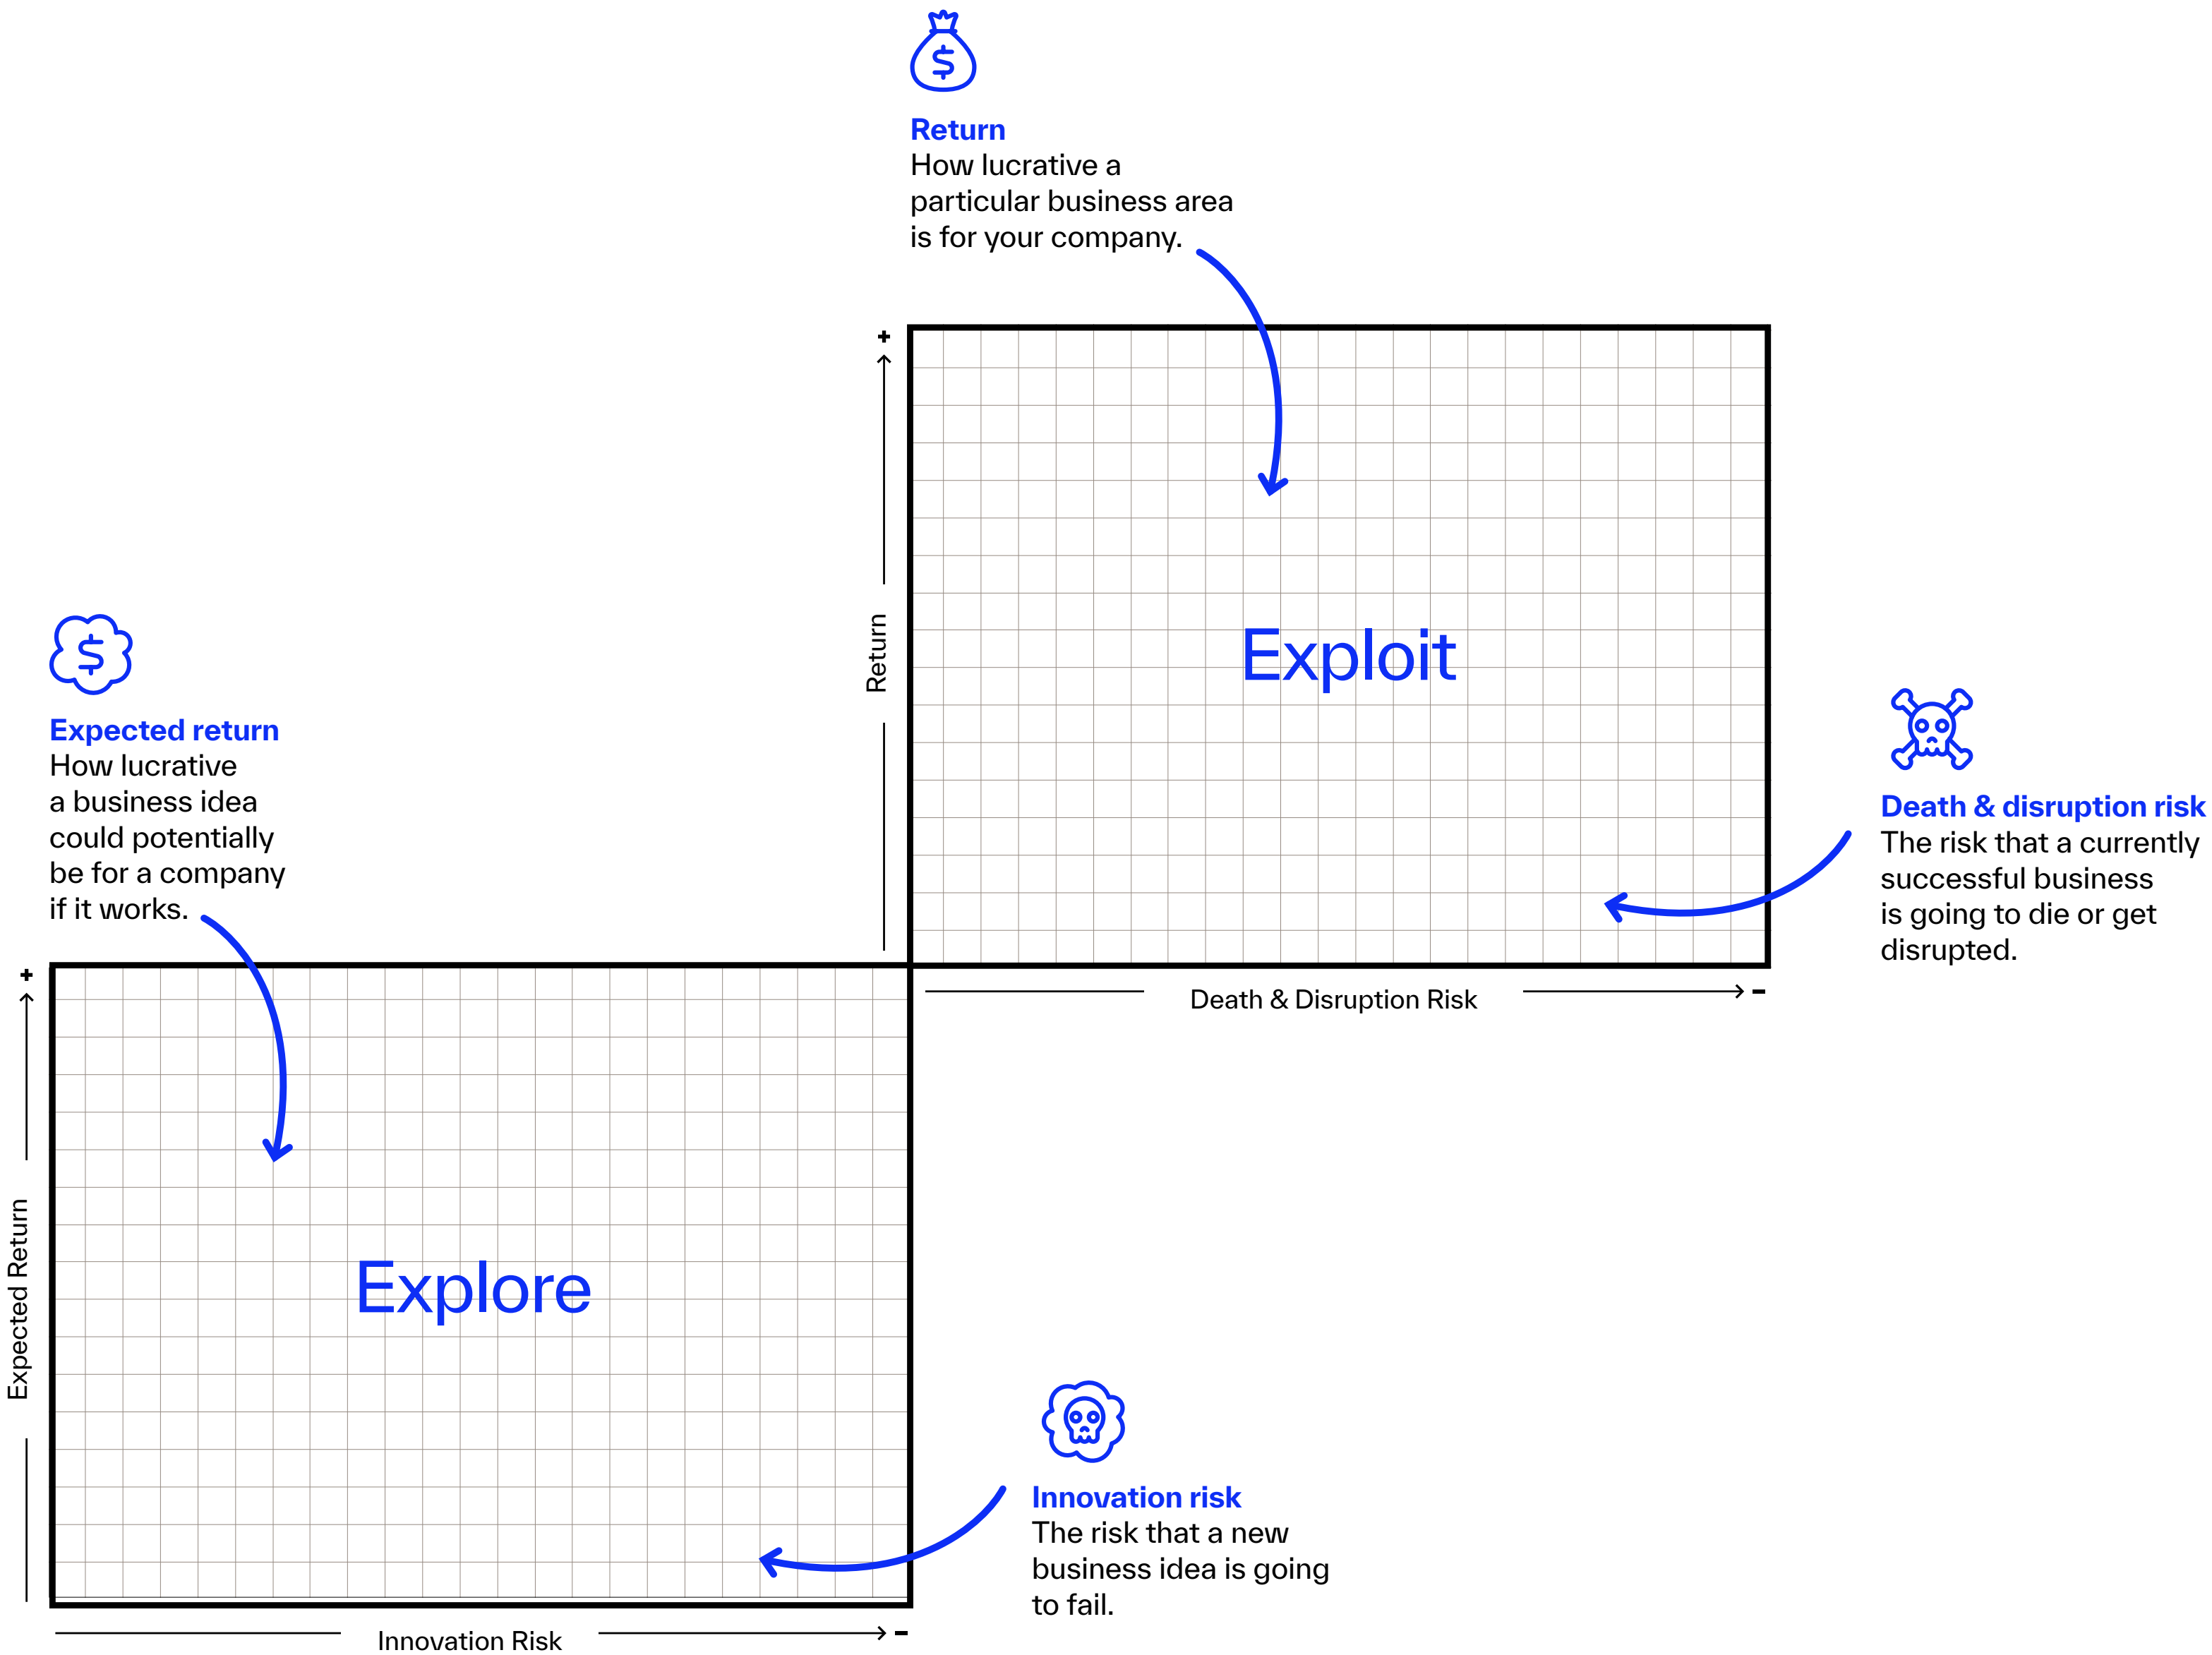 $
Return
How lucrative a
particular business area
is for your company.
+
Return
Exploit
$
Expected return
How lucrative
a business idea
could potentially
be for a company
if it works.
Death & disruption risk
The risk that a currently
successful business
is going to die or get
disrupted.
Death & Disruption Risk
-
+
Expected Return
Explore
Innovation risk
The risk that a new
business idea is going
to fail.
Innovation Risk
-